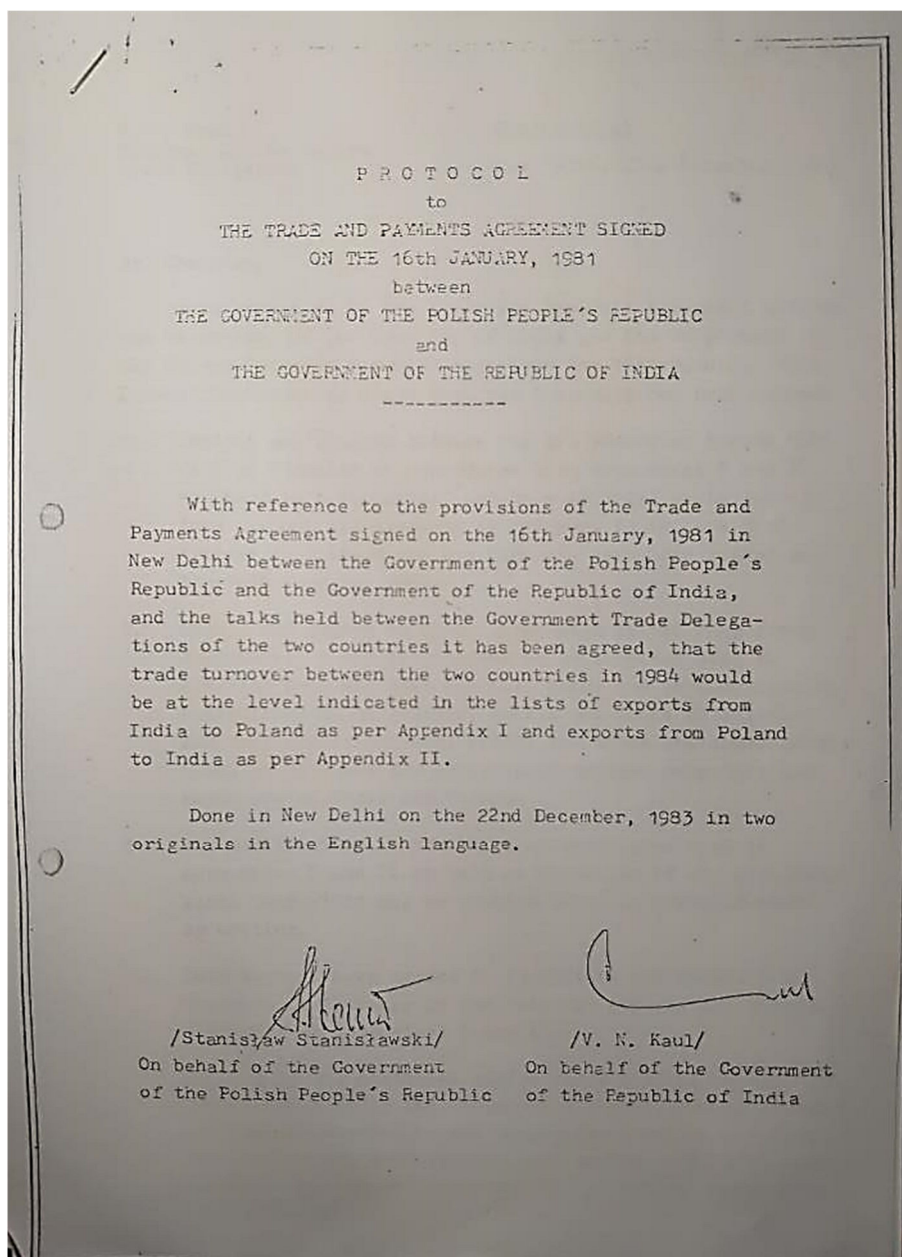 P R O T O C O L
to
THE TRADE AND PAYMENTS AGREEMENT SIGNED
ON THE 16th JANUARY, 1981
between
THE GOVERNMENT OF THE POLISH PEOPLE´S REPUBLIC
and
THE GOVERNMENT OF THE REPUBLIC OF INDIA
-----------
With reference to the provisions of the Trade and
Payments Agreement signed on the 16th January, 1981 in
New Delhi between the Government of the Polish People´s
Republic and the Government of the Republic of India,
and the talks held between the Government Trade Delega-
tions of the two countries it has been agreed, that the
trade turnover between the two countries in 1984 would
be at the level indicated in the lists of exports from
India to Poland as per Appendix I and exports from Poland
to India as per Appendix II.
Done in New Delhi on the 22nd December, 1983 in two
originals in the English language.
/Stanisław Stanisławski/ /V. N. Kaul/
On behalf of the Government On behalf of the Government
of the Polish People´s Republic of the Republic of India